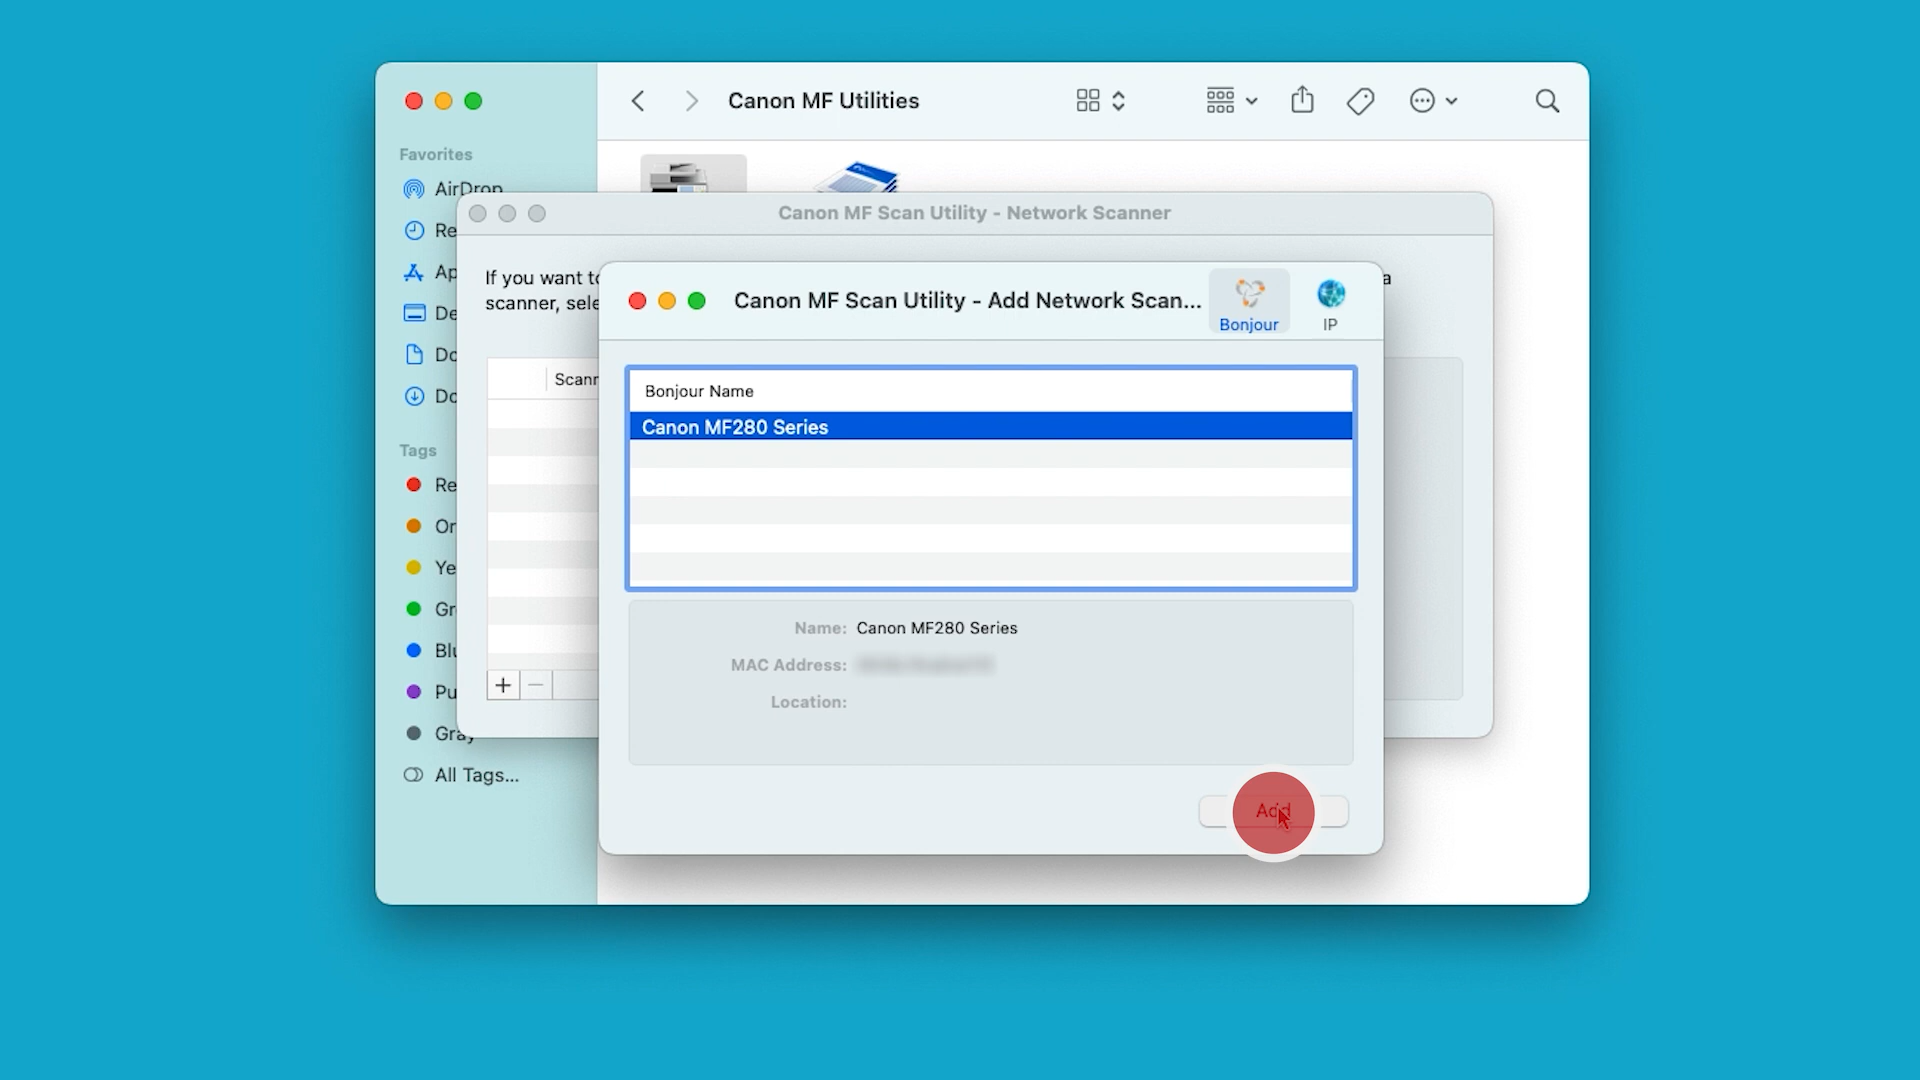 Canon MF Utilities
Favorites
AirDrop
Re
Ap
De
Do
Do
Tags
Re
Or
Ye
Gr
Blu
Pu
Gray
All Tags...
Canon MF Scan Utility - Network Scanner
If you want to
a
scanner, sele
Scann
Canon MF Scan Utility - Add Network Scan...
Bonjour
IP
Bonjour Name
Canon MF280 Series
Name: Canon MF280 Series
MAC Address:
Location:
Add